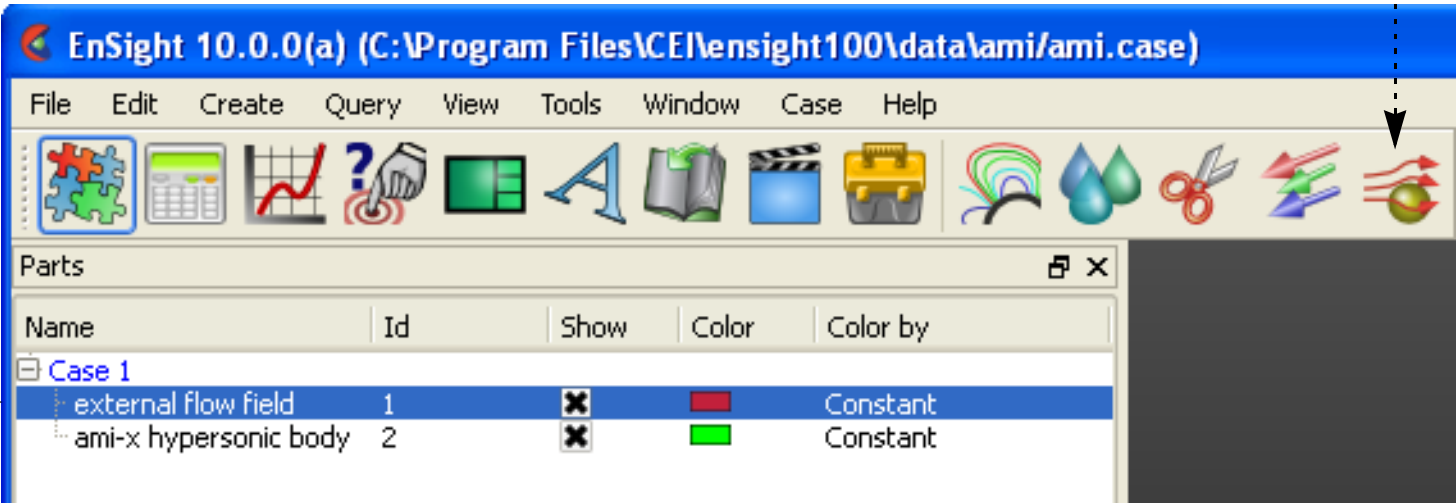 EnSight 10.0.0(a) (C:\Program Files\CEI\ensight100\data\ami/ami.case)
File Edit Create Query View Tools Window Case Help
Parts
Name Id Show Color Color by
Case 1
external flow field 1 Constant
ami-x hypersonic body 2 Constant